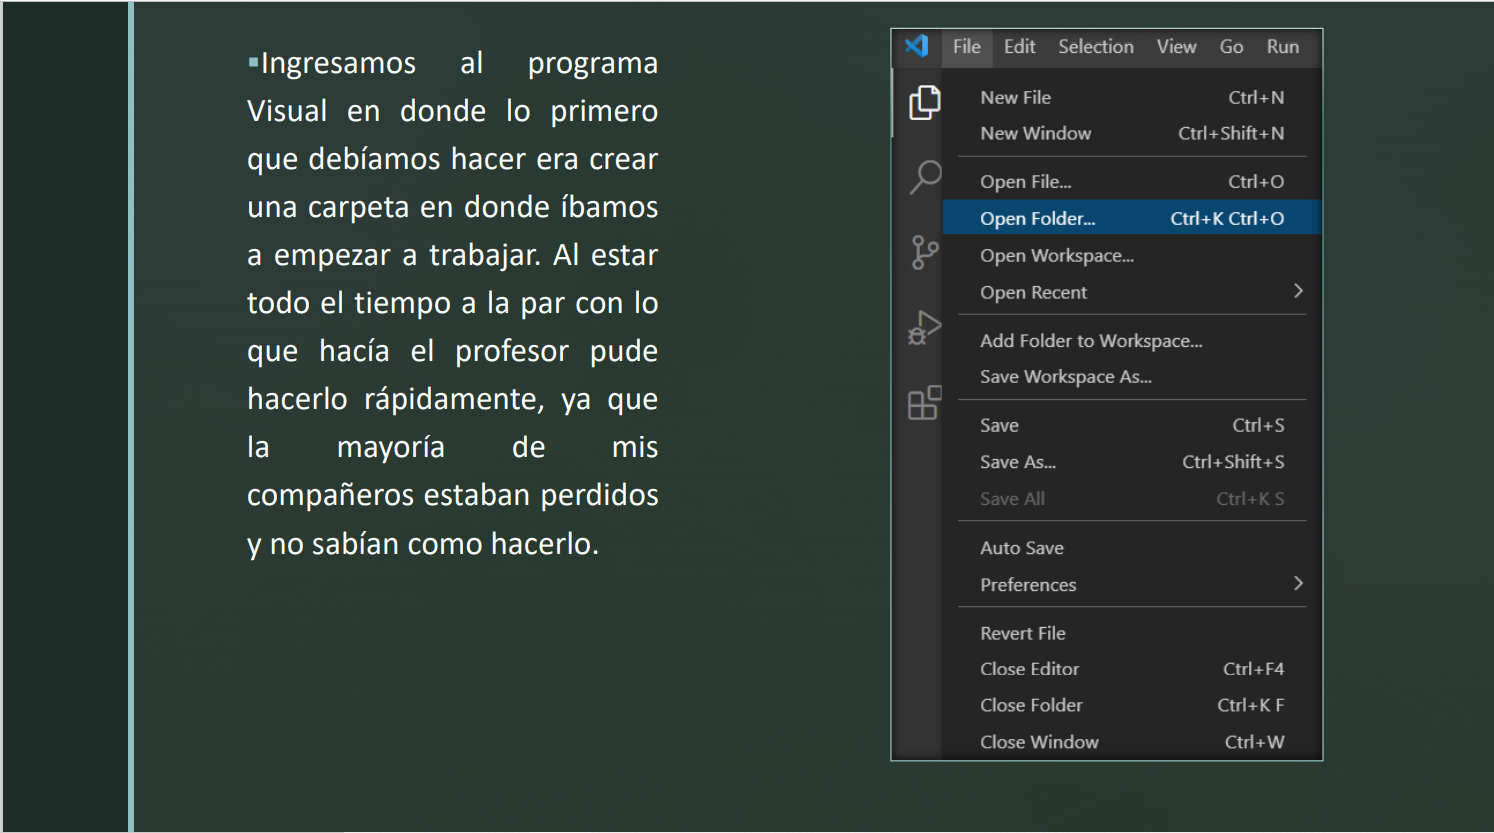 ▪Ingresamos al programa
Visual en donde lo primero
que debíamos hacer era crear
una carpeta en donde íbamos
a empezar a trabajar. Al estar
todo el tiempo a la par con lo
que hacía el profesor pude
hacerlo rápidamente, ya que
la mayoría de mis
compañeros estaban perdidos
y no sabían como hacerlo.
File Edit Selection View Go Run
New File Ctrl+N
New Window Ctrl+Shift+N
Open File... Ctrl+O
Open Folder... Ctrl+K Ctrl+O
Open Workspace...
Open Recent
Add Folder to Workspace...
Save Workspace As...
Save Ctrl+S
Save As... Ctrl+Shift+S
Save All Ctrl+K S
Auto Save
Preferences
Revert File
Close Editor Ctrl+F4
Close Folder Ctrl+K F
Close Window Ctrl+W